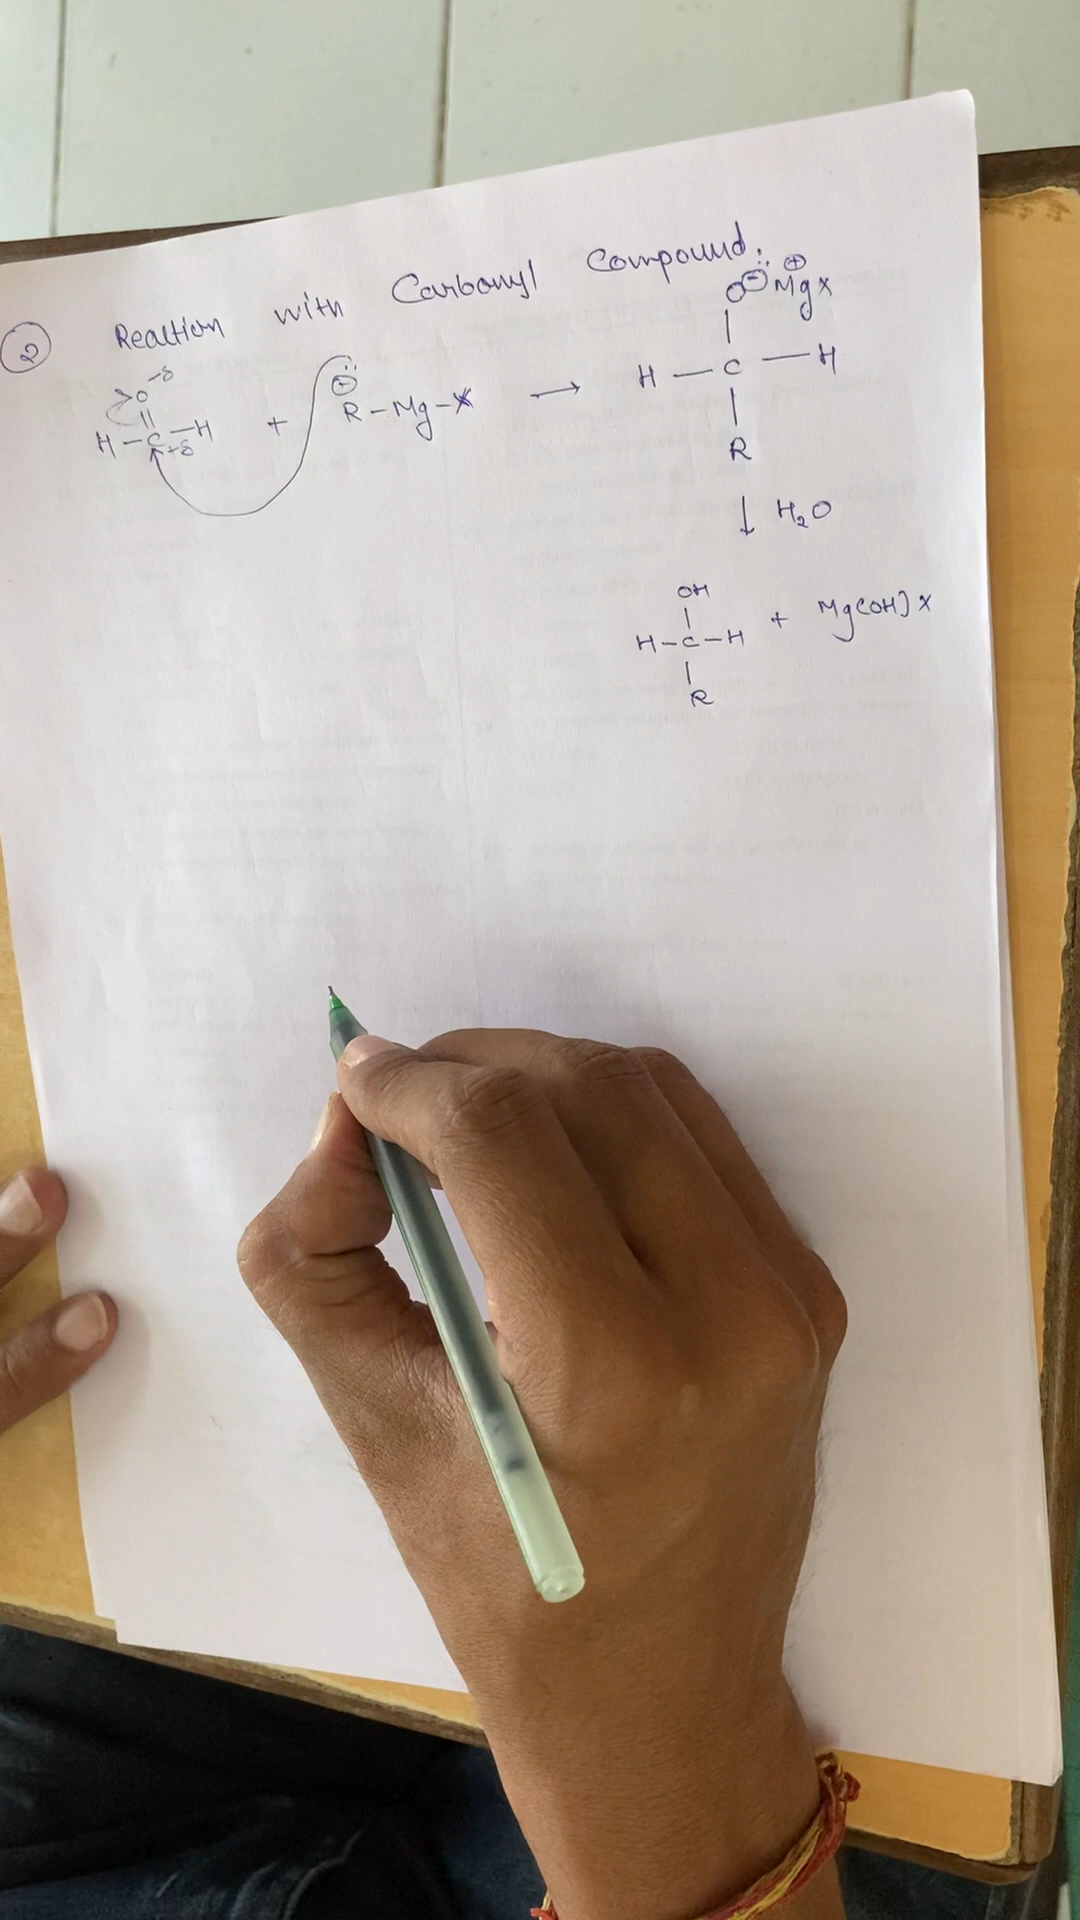 ② Reaction with Carbonyl Compound.
O -δ
||
H - C - H
+δ
+
⊖ ..
R - Mg - X
→
O ⊖ .. ⊕ Mgx
|
H — C — H
|
R
↓ H₂O
OH
|
H - C - H + Mg(OH)x
|
R